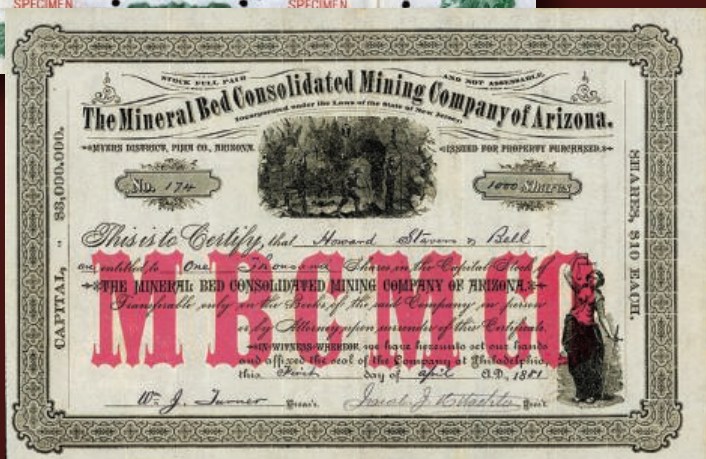 SPECIMEN SPECIMEN
STOCK FULL PAID AND NOT ASSESSABLE.
The Mineral Bed Consolidated Mining Company of Arizona.
Incorporated under the Laws of the State of New Jersey.
MYERS DISTRICT, PIMA CO., ARIZONA. ISSUED FOR PROPERTY PURCHASED.
No. 174 1000 Shares
CAPITAL, $3,000,000.
SHARES, $10 EACH.
This is to Certify, that Howard Stavers & Bell
are entitled to One Thousand Shares in the Capital Stock of
THE MINERAL BED CONSOLIDATED MINING COMPANY OF ARIZONA.
Transferable only in the Books of the said Company in person
or by Attorney upon surrender of this Certificate.
IN WITNESS WHEREOF, we have hereunto set our hands
and affixed the seal of the Company at Philadelphia,
this First day of April A.D. 1881
Wm. J. Turner Treas'r. Pres't.
M B C M CO